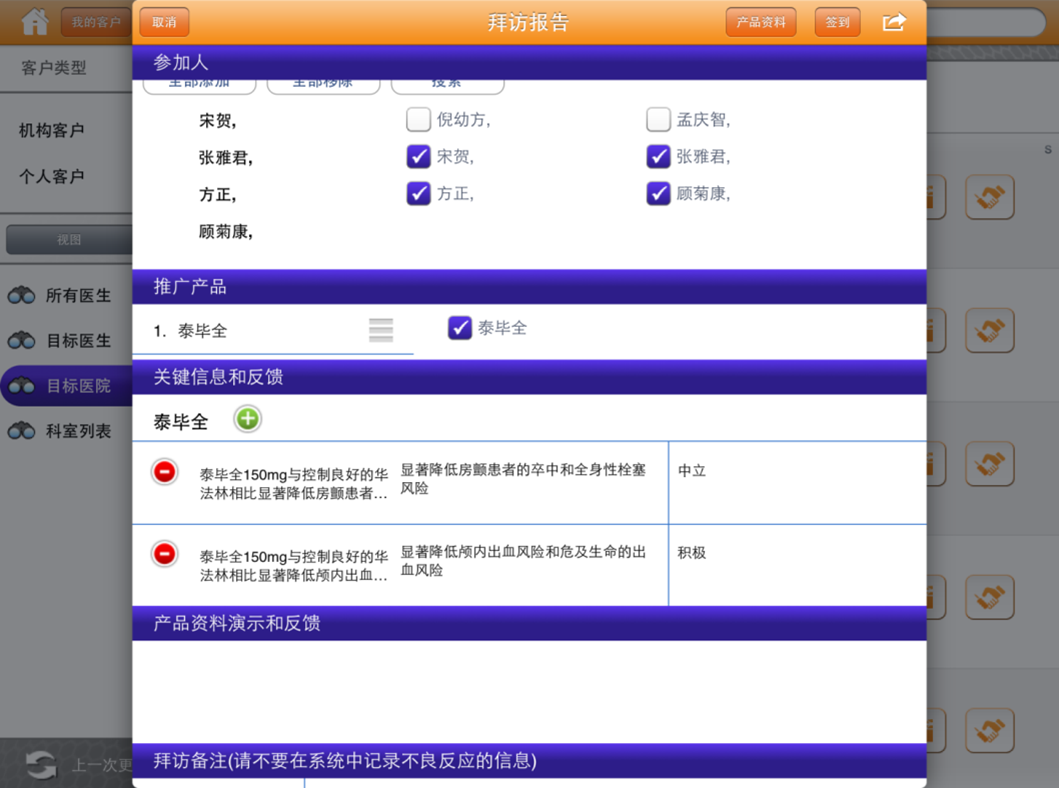 我的客户
取消
拜访报告
产品资料
签到
客户类型
参加人
全部添加
全部移除
搜索
机构客户
个人客户
宋贺,
倪幼方,
孟庆智,
张雅君,
宋贺,
张雅君,
方正,
方正,
顾菊康,
顾菊康,
S
视图
所有医生
目标医生
目标医院
科室列表
推广产品
1. 泰毕全
泰毕全
关键信息和反馈
泰毕全
泰毕全150mg与控制良好的华
法林相比显著降低房颤患者...
显著降低房颤患者的卒中和全身性栓塞
风险
中立
泰毕全150mg与控制良好的华
法林相比显著降低颅内出血...
显著降低颅内出血风险和危及生命的出
血风险
积极
产品资料演示和反馈
拜访备注(请不要在系统中记录不良反应的信息)
上一次更